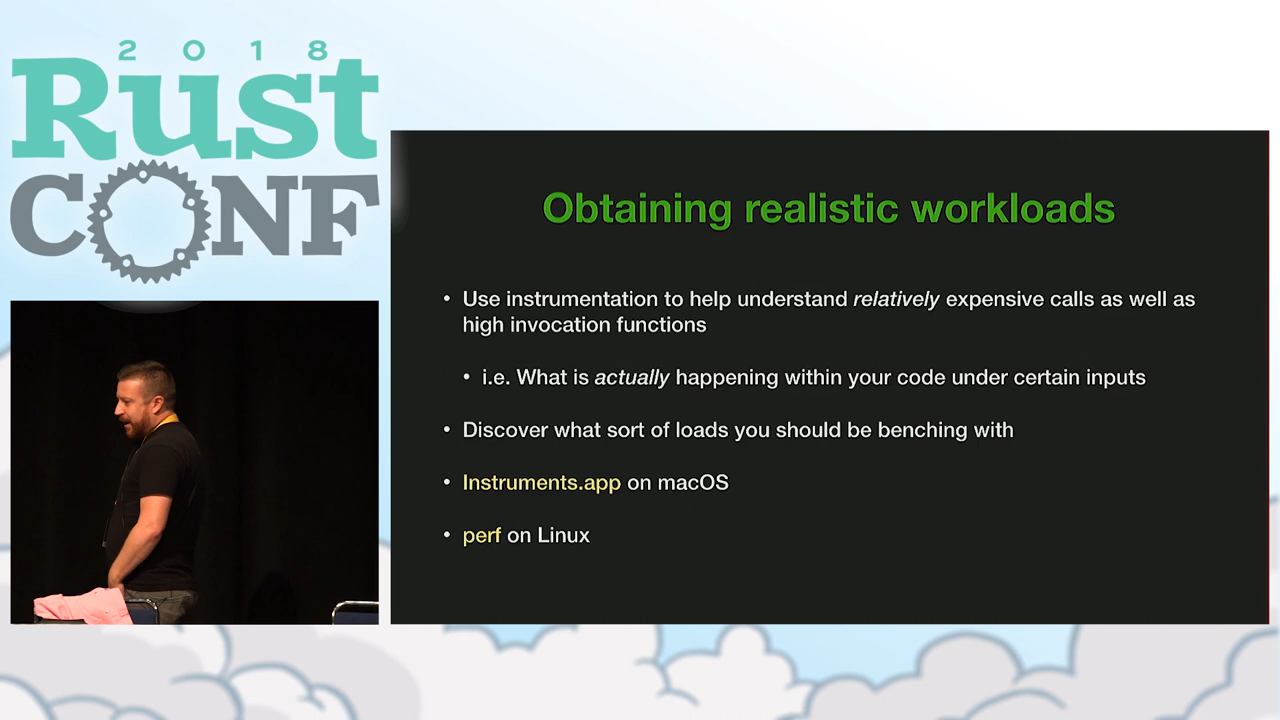 2018
Rust
CONF
Obtaining realistic workloads
• Use instrumentation to help understand relatively expensive calls as well as
high invocation functions
• i.e. What is actually happening within your code under certain inputs
• Discover what sort of loads you should be benching with
• Instruments.app on macOS
• perf on Linux